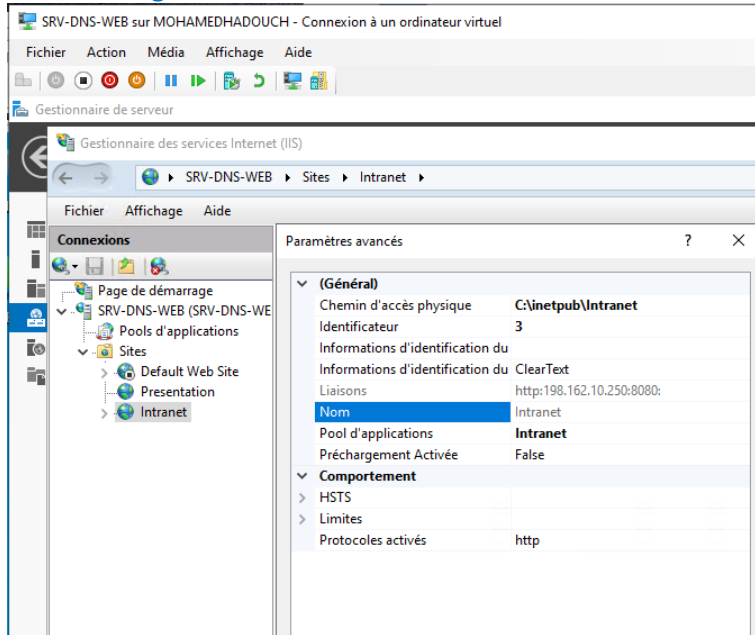 SRV-DNS-WEB sur MOHAMEDHADOUCH - Connexion à un ordinateur virtuel
Fichier Action Média Affichage Aide
Gestionnaire de serveur
Gestionnaire des services Internet (IIS)
SRV-DNS-WEB Sites Intranet
Fichier Affichage Aide
Connexions
Page de démarrage
SRV-DNS-WEB (SRV-DNS-WE
Pools d'applications
Sites
Default Web Site
Presentation
Intranet
Paramètres avancés ? X
(Général)
Chemin d'accès physique C:\inetpub\Intranet
Identificateur 3
Informations d'identification du
Informations d'identification du ClearText
Liaisons http:198.162.10.250:8080:
Nom Intranet
Pool d'applications Intranet
Préchargement Activée False
Comportement
HSTS
Limites
Protocoles activés http